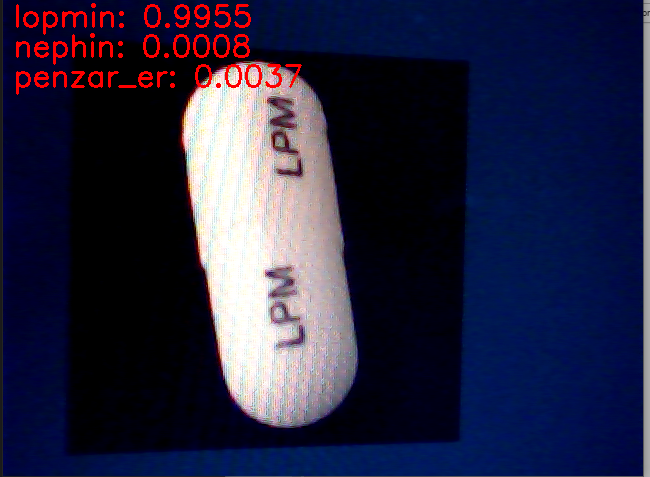 lopmin: 0.9955
nephin: 0.0008
penzar_er: 0.0037
LPM
LPM